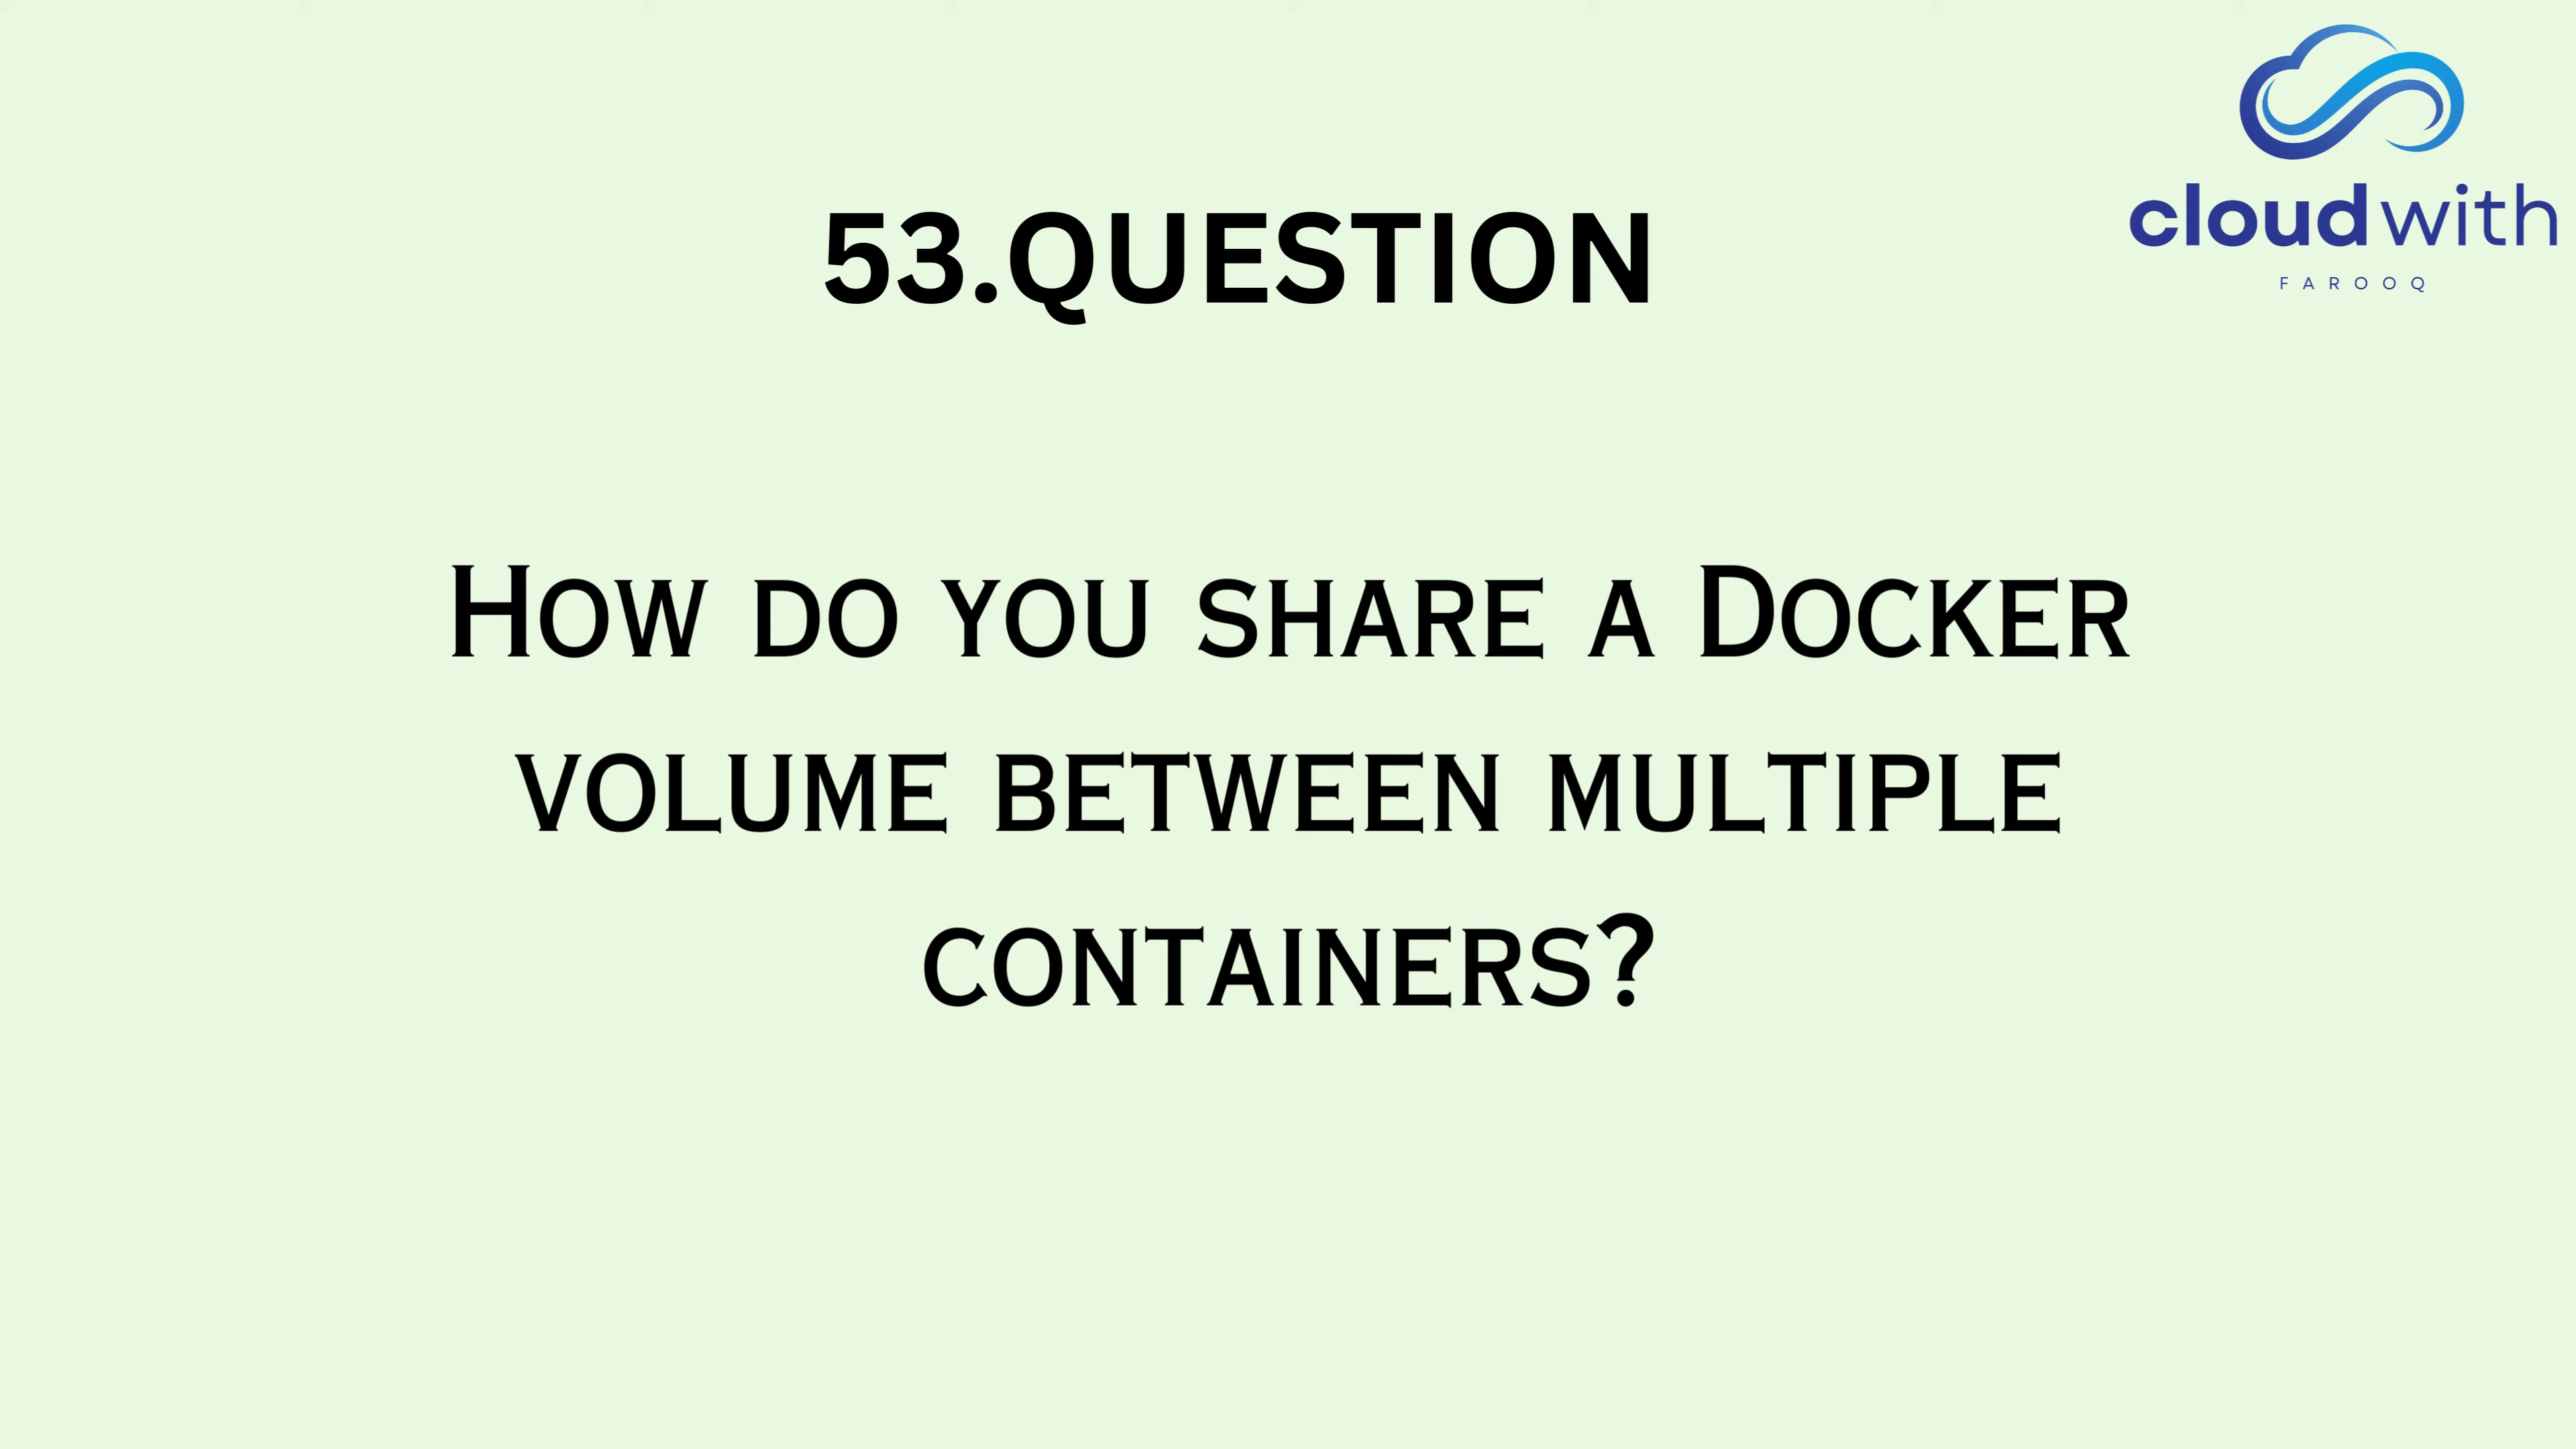 cloud with
FAROOQ
53.QUESTION
How do you share a Docker
volume between multiple
containers?